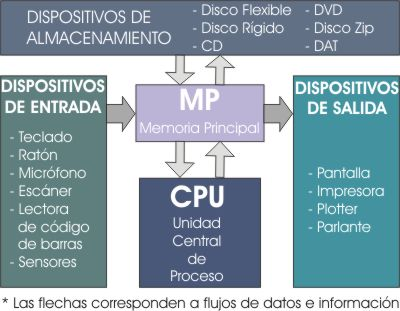 DISPOSITIVOS DE
ALMACENAMIENTO
- Disco Flexible
- Disco Rígido
- CD
- DVD
- Disco Zip
- DAT
DISPOSITIVOS
DE ENTRADA
- Teclado
- Ratón
- Micrófono
- Escáner
- Lectora
de código
de barras
- Sensores
MP
Memoria Principal
CPU
Unidad
Central
de
Proceso
DISPOSITIVOS
DE SALIDA
- Pantalla
- Impresora
- Plotter
- Parlante
* Las flechas corresponden a flujos de datos e información